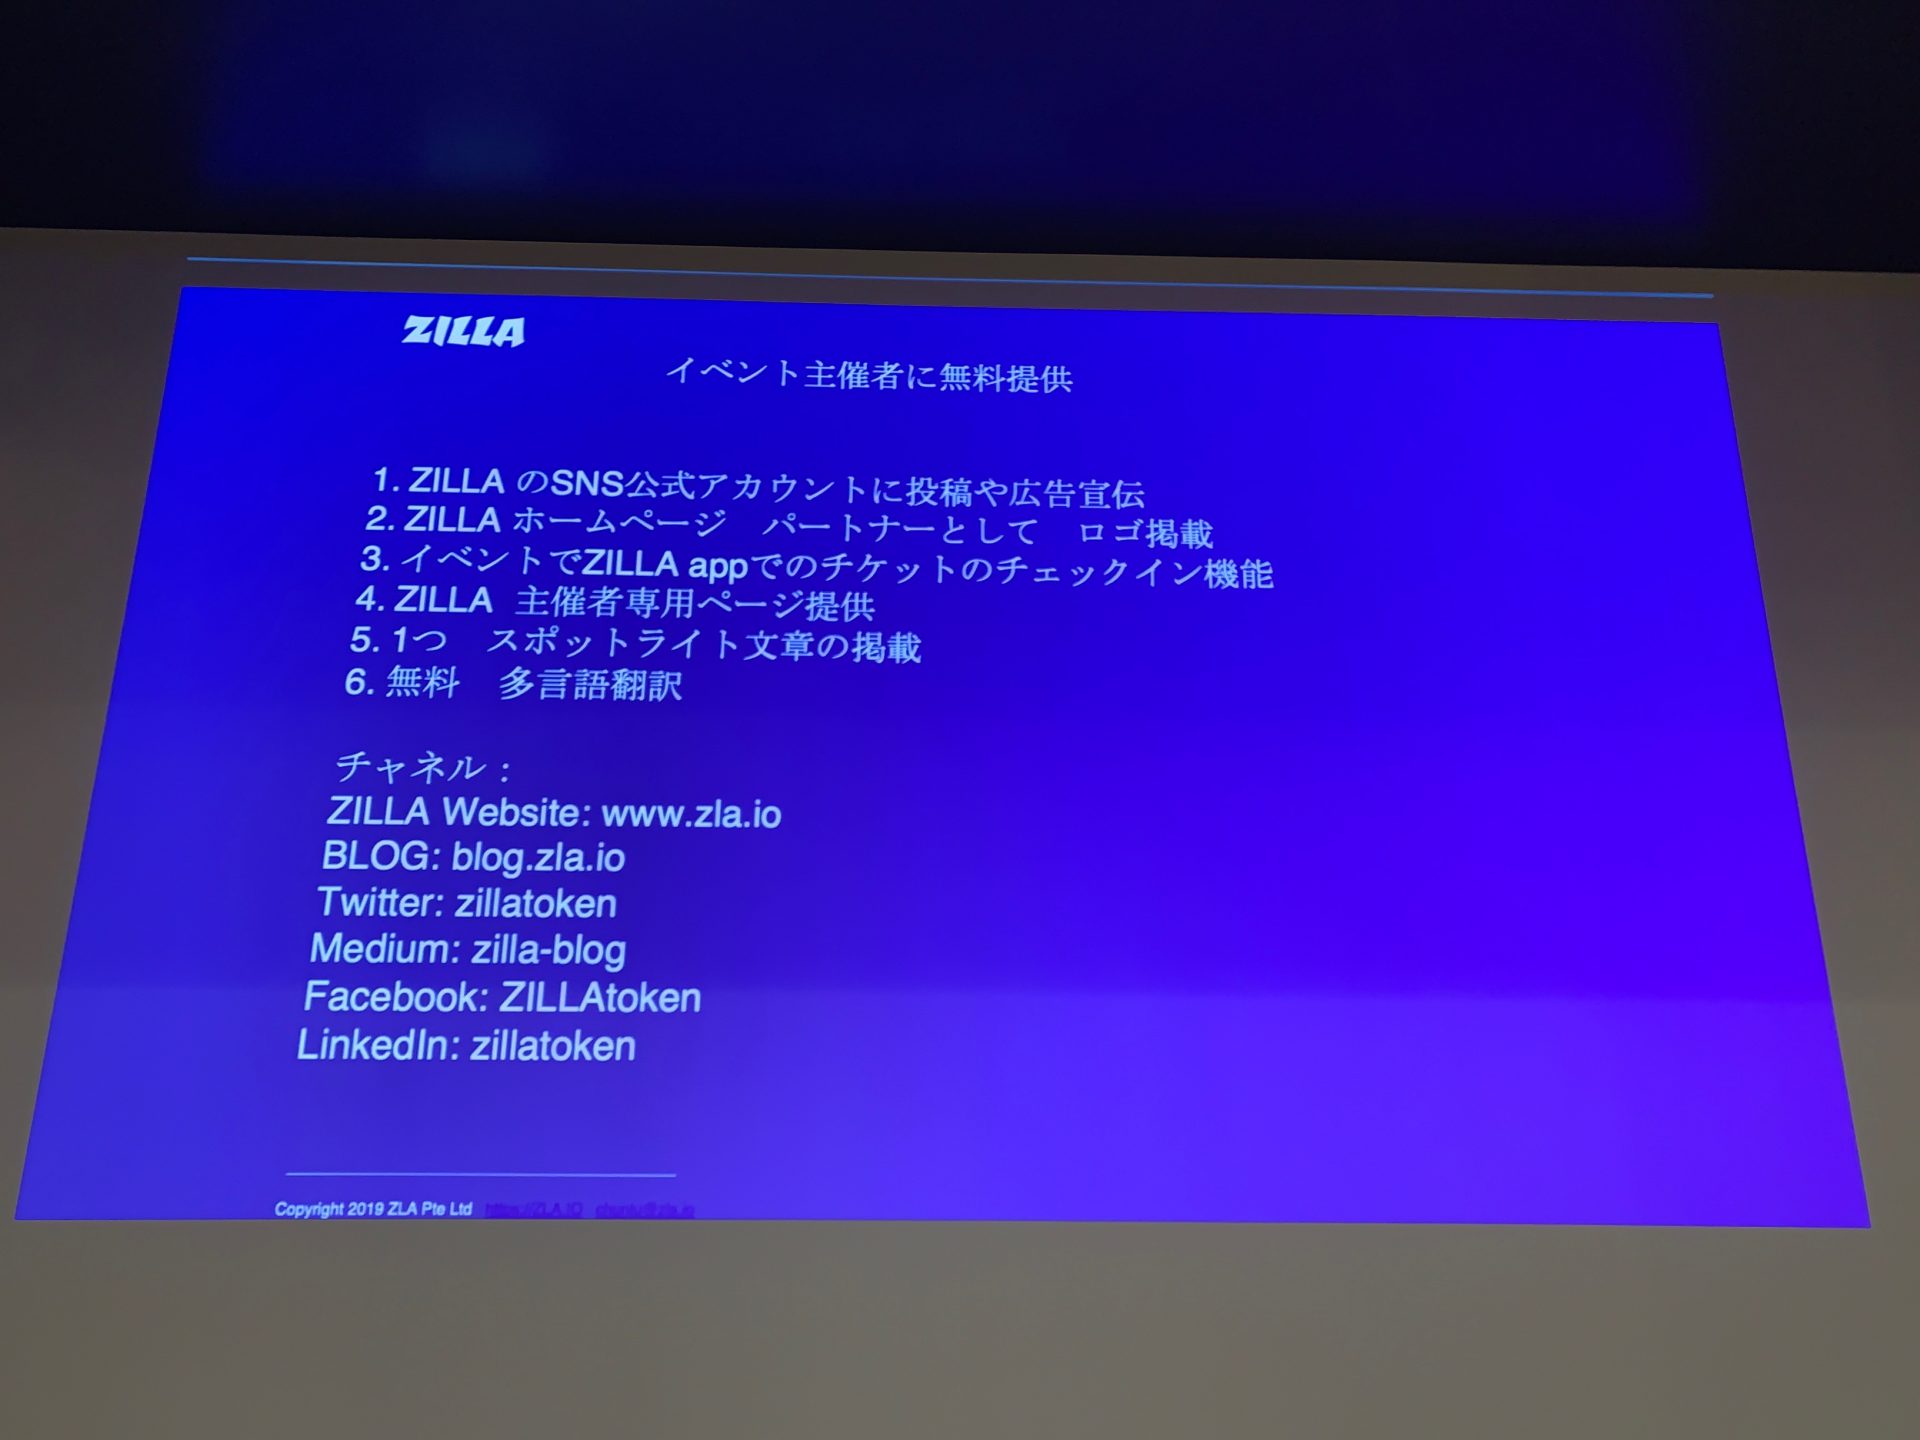 ZILLA
イベント主催者に無料提供
1. ZILLA のSNS公式アカウントに投稿や広告宣伝
2. ZILLA ホームページ　パートナーとして　ロゴ掲載
3. イベントでZILLA appでのチケットのチェックイン機能
4. ZILLA 主催者専用ページ提供
5. 1つ　スポットライト文章の掲載
6. 無料　多言語翻訳
チャネル：
ZILLA Website: www.zla.io
BLOG: blog.zla.io
Twitter: zillatoken
Medium: zilla-blog
Facebook: ZILLAtoken
LinkedIn: zillatoken
Copyright 2019 ZLA Pte Ltd https://ZLA.IO